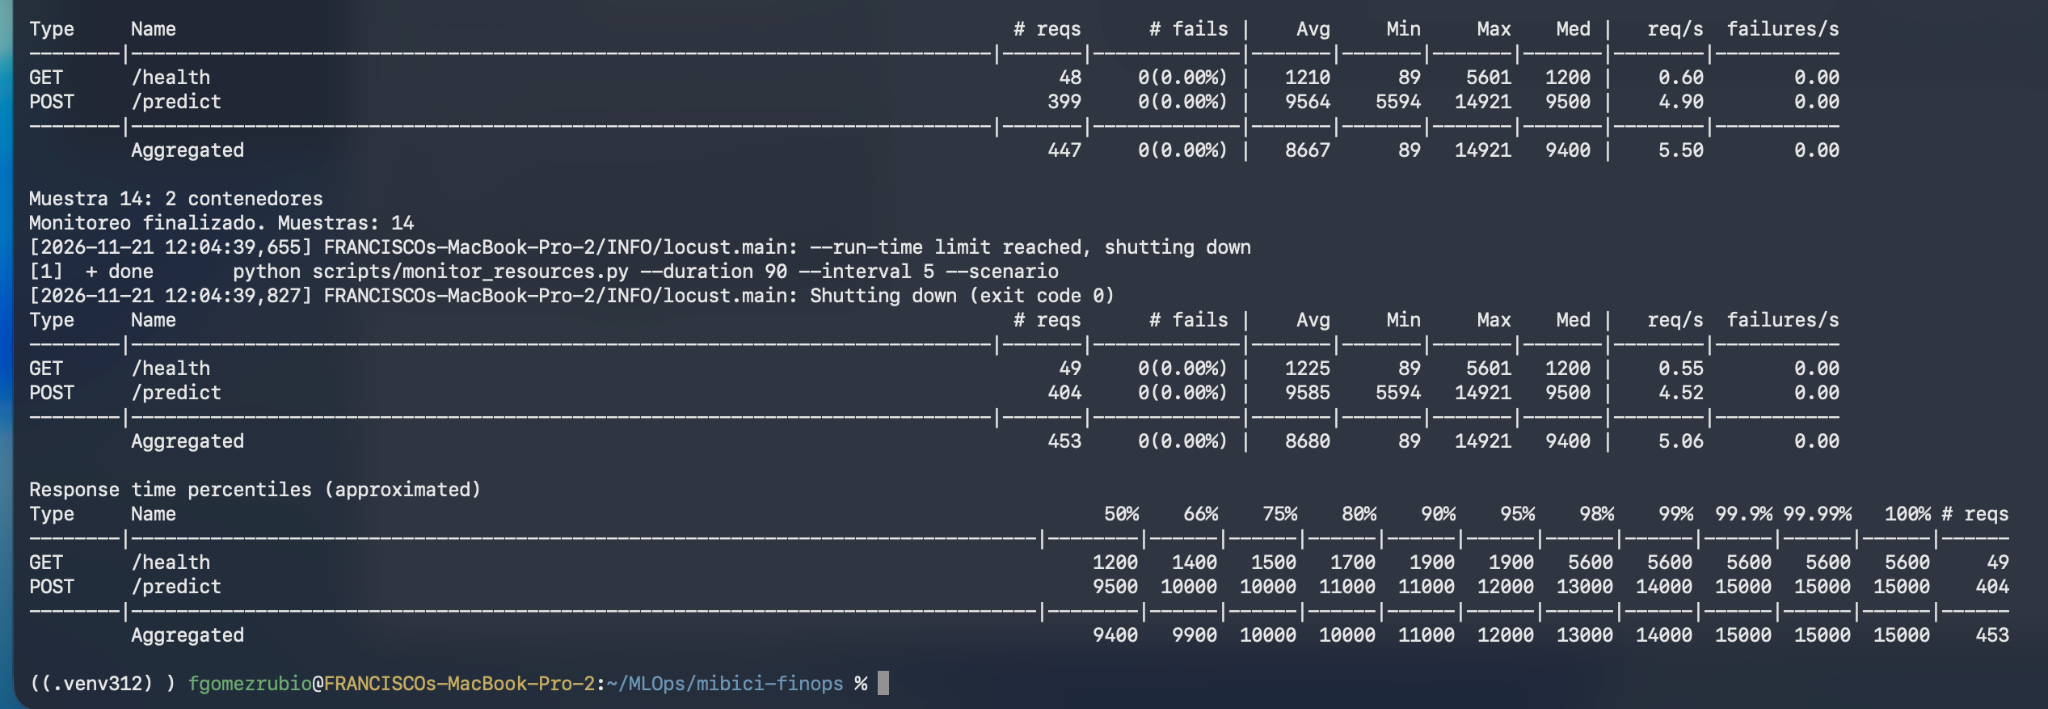 Type     Name                                                                          # reqs      # fails |    Avg     Min     Max    Med |   req/s  failures/s
--------|----------------------------------------------------------------------------|-------|-------------|-------|-------|-------|-------|--------|-----------
GET      /health                                                                           48     0(0.00%) |   1210      89    5601   1200 |    0.60        0.00
POST     /predict                                                                         399     0(0.00%) |   9564    5594   14921   9500 |    4.90        0.00
--------|----------------------------------------------------------------------------|-------|-------------|-------|-------|-------|-------|--------|-----------
         Aggregated                                                                       447     0(0.00%) |   8667      89   14921   9400 |    5.50        0.00
Muestra 14: 2 contenedores
Monitoreo finalizado. Muestras: 14
[2026-11-21 12:04:39,655] FRANCISCOs-MacBook-Pro-2/INFO/locust.main: --run-time limit reached, shutting down
[1]  + done       python scripts/monitor_resources.py --duration 90 --interval 5 --scenario
[2026-11-21 12:04:39,827] FRANCISCOs-MacBook-Pro-2/INFO/locust.main: Shutting down (exit code 0)
Type     Name                                                                          # reqs      # fails |    Avg     Min     Max    Med |   req/s  failures/s
--------|----------------------------------------------------------------------------|-------|-------------|-------|-------|-------|-------|--------|-----------
GET      /health                                                                           49     0(0.00%) |   1225      89    5601   1200 |    0.55        0.00
POST     /predict                                                                         404     0(0.00%) |   9585    5594   14921   9500 |    4.52        0.00
--------|----------------------------------------------------------------------------|-------|-------------|-------|-------|-------|-------|--------|-----------
         Aggregated                                                                       453     0(0.00%) |   8680      89   14921   9400 |    5.06        0.00
Response time percentiles (approximated)
Type     Name                                                                                  50%    66%    75%    80%    90%    95%    98%    99%  99.9% 99.99%   100% # reqs
--------|--------------------------------------------------------------------------------|--------|------|------|------|------|------|------|------|------|------|------|------
GET      /health                                                                              1200   1400   1500   1700   1900   1900   5600   5600   5600   5600   5600     49
POST     /predict                                                                             9500  10000  10000  11000  11000  12000  13000  14000  15000  15000  15000    404
--------|--------------------------------------------------------------------------------|--------|------|------|------|------|------|------|------|------|------|------|------
         Aggregated                                                                           9400   9900  10000  10000  11000  12000  13000  14000  15000  15000  15000    453
((.venv312) ) fgomezrubio@FRANCISCOs-MacBook-Pro-2:~/MLOps/mibici-finops %